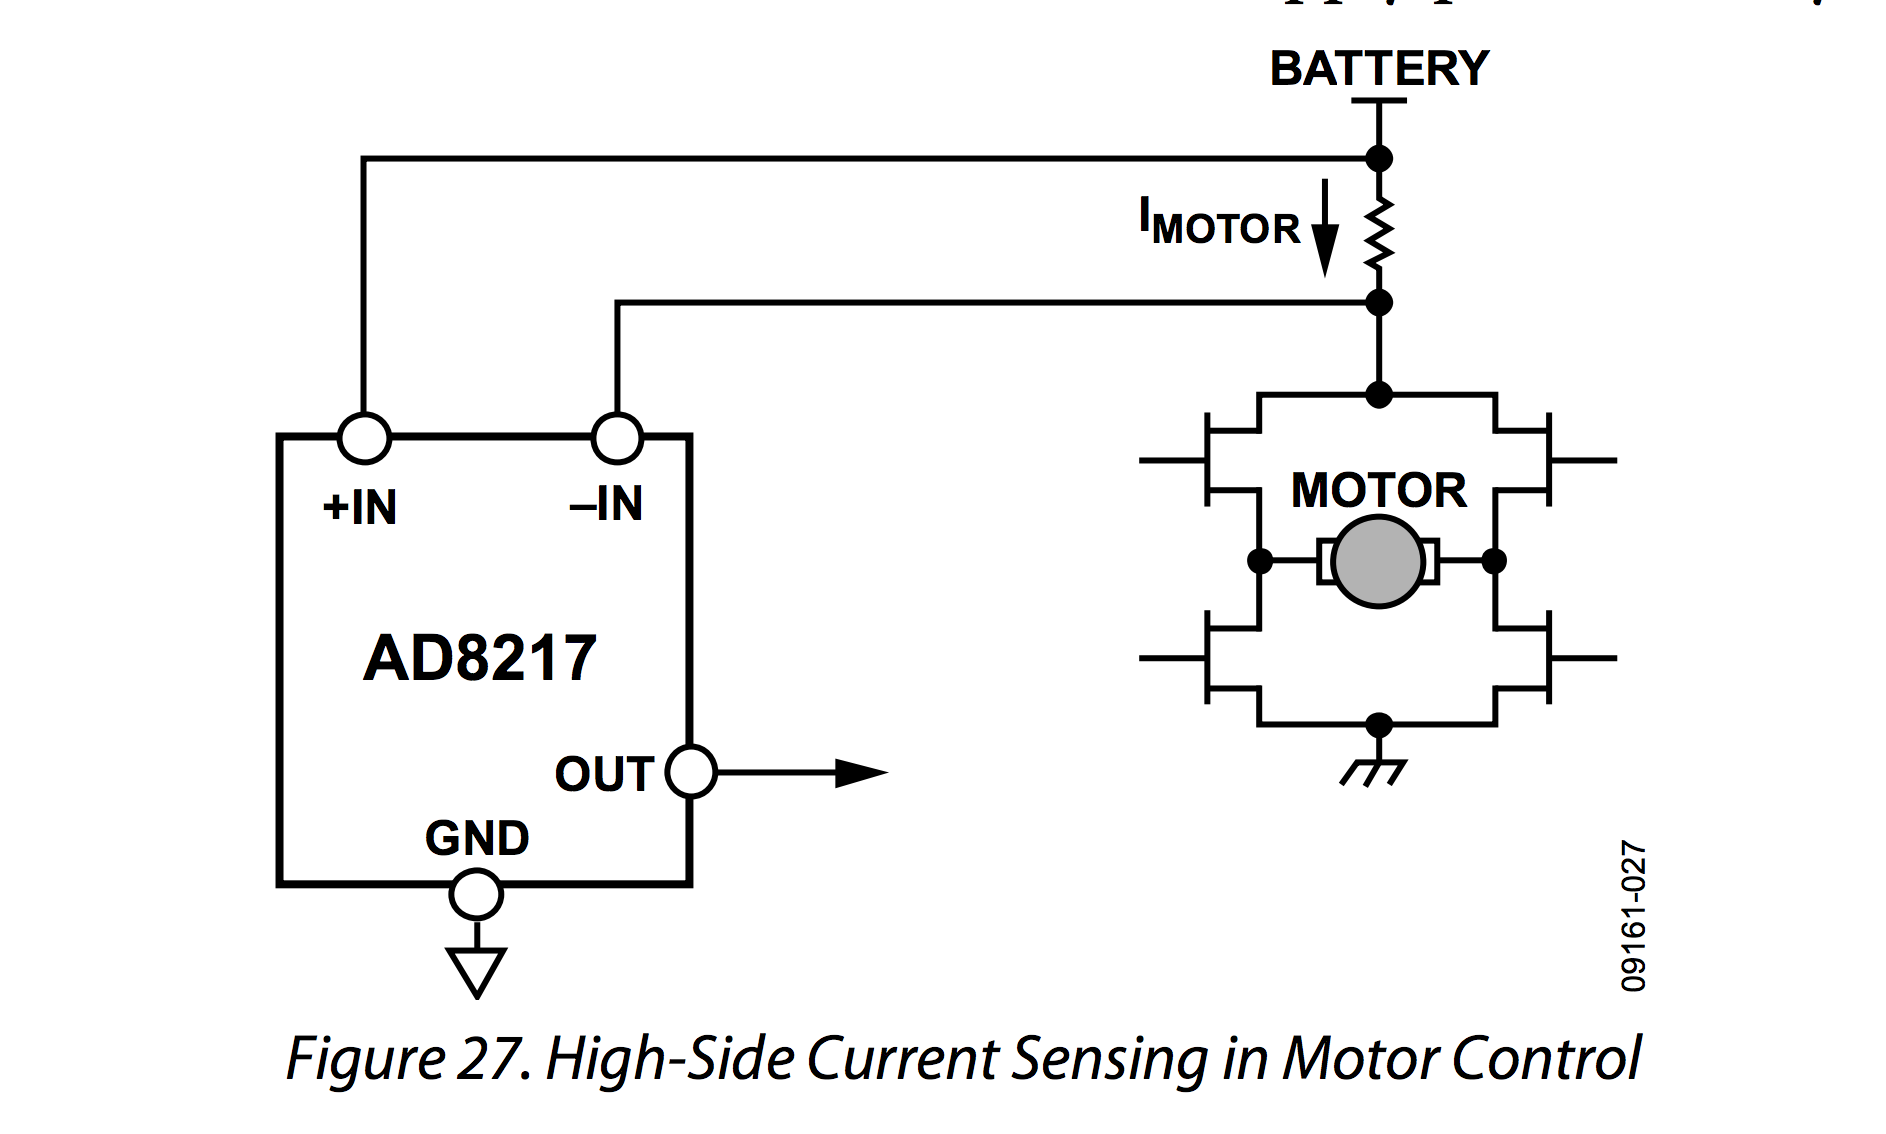 BATTERY
IMOTOR
+IN
–IN
MOTOR
AD8217
OUT
GND
09161-027
Figure 27. High-Side Current Sensing in Motor Control